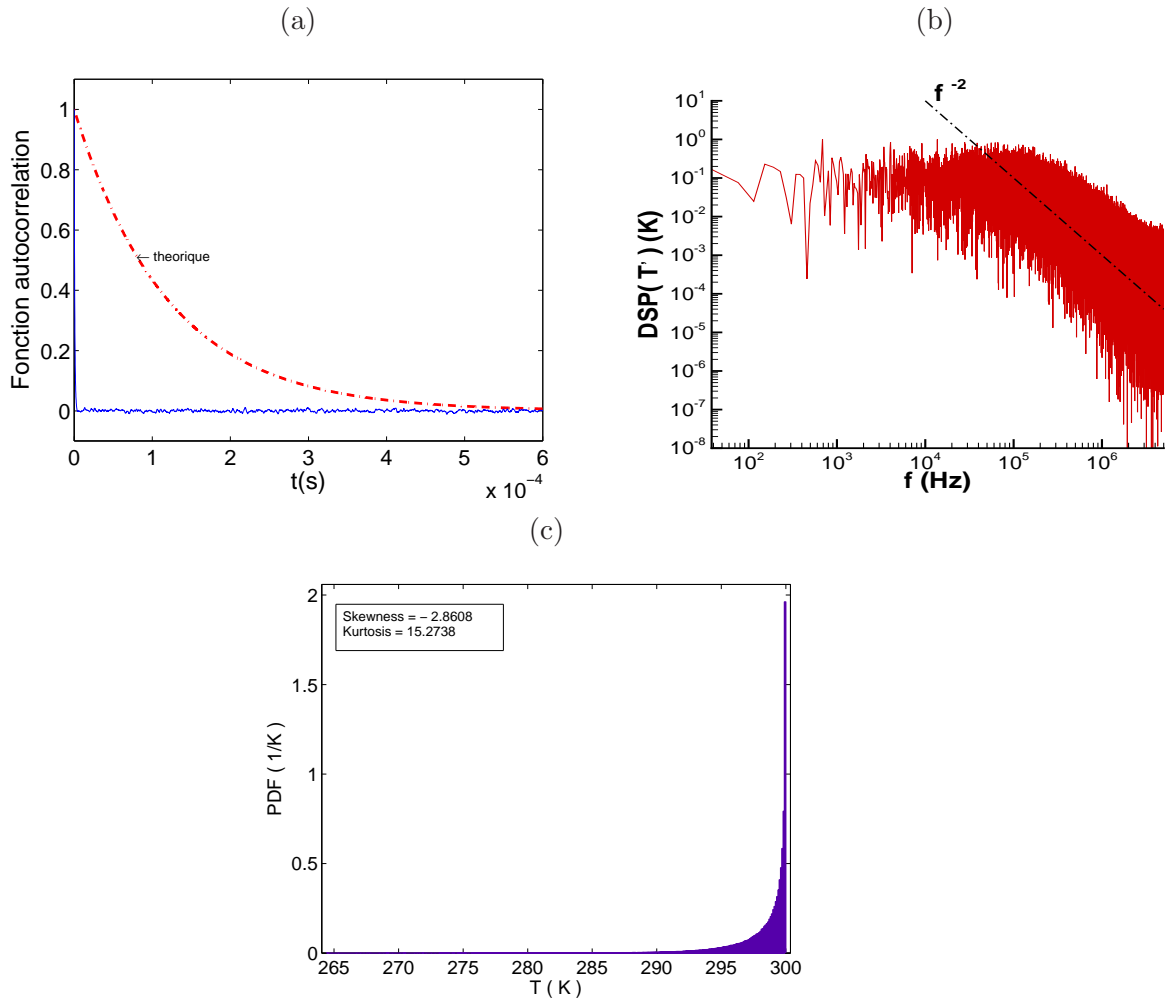 (a)
(b)
Fonction autocorrelation
1
0.8
0.6
0.4
0.2
0
theorique
0 1 2 3 4 5 6
t(s)
x 10^-4
f^-2
DSP( T' ) (K)
10^1
10^0
10^-1
10^-2
10^-3
10^-4
10^-5
10^-6
10^-7
10^-8
10^2 10^3 10^4 10^5 10^6
f (Hz)
(c)
Skewness = − 2.8608
Kurtosis = 15.2738
PDF ( 1/K )
2
1.5
1
0.5
0
265 270 275 280 285 290 295 300
T ( K )